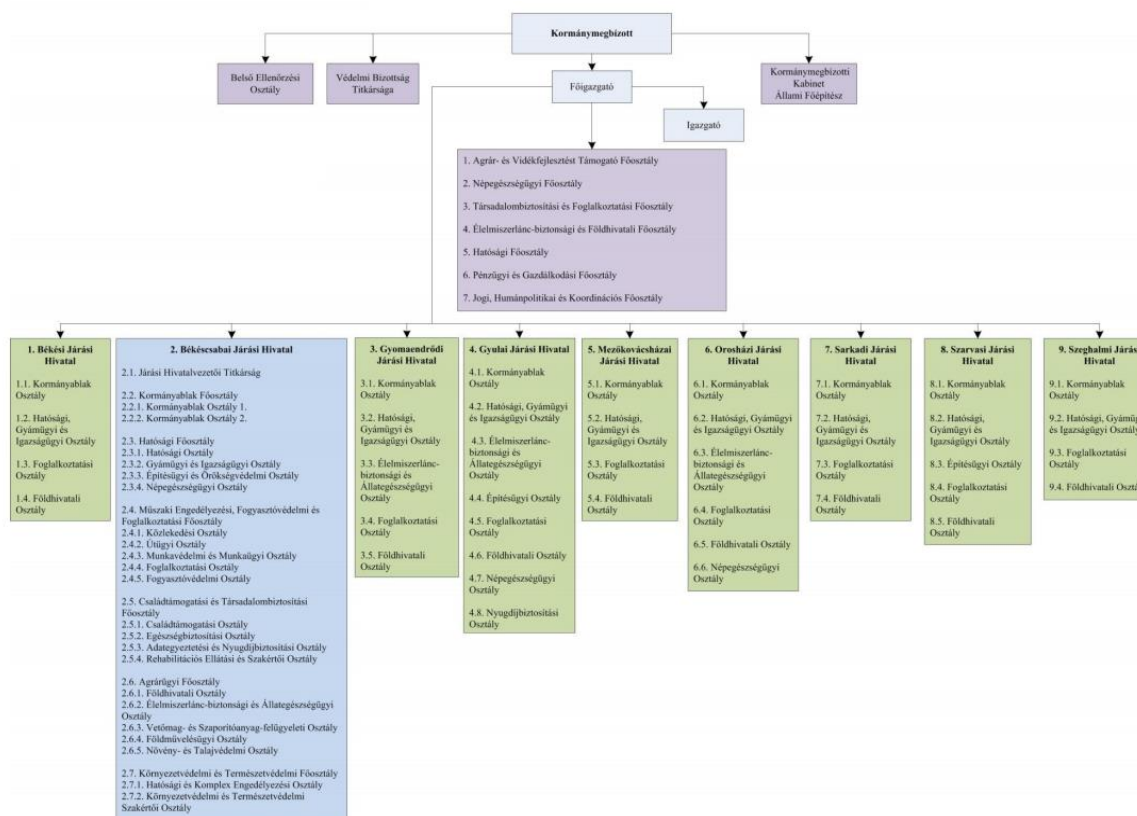 Kormánymegbízott
Belső Ellenőrzési
Osztály
Védelmi Bizottság
Titkársága
Kormánymegbízotti
Kabinet
Állami Főépítész
Főigazgató
Igazgató
1. Agrár- és Vidékfejlesztést Támogató Főosztály
2. Népegészségügyi Főosztály
3. Társadalombiztosítási és Foglalkoztatási Főosztály
4. Élelmiszerlánc-biztonsági és Földhivatali Főosztály
5. Hatósági Főosztály
6. Pénzügyi és Gazdálkodási Főosztály
7. Jogi, Humánpolitikai és Koordinációs Főosztály
1. Békési Járási
Hivatal
1.1. Kormányablak
Osztály
1.2. Hatósági,
Gyámügyi és
Igazságügyi Osztály
1.3. Foglalkoztatási
Osztály
1.4. Földhivatali
Osztály
2. Békéscsabai Járási Hivatal
2.1. Járási Hivatalvezetői Titkárság
2.2. Kormányablak Főosztály
2.2.1. Kormányablak Osztály 1.
2.2.2. Kormányablak Osztály 2.
2.3. Hatósági Főosztály
2.3.1. Hatósági Osztály
2.3.2. Gyámügyi és Igazságügyi Osztály
2.3.3. Építésügyi és Örökségvédelmi Osztály
2.3.4. Népegészségügyi Osztály
2.4. Műszaki Engedélyezési, Fogyasztóvédelmi és
Foglalkoztatási Főosztály
2.4.1. Közlekedési Osztály
2.4.2. Útügyi Osztály
2.4.3. Munkavédelmi és Munkaügyi Osztály
2.4.4. Foglalkoztatási Osztály
2.4.5. Fogyasztóvédelmi Osztály
2.5. Családtámogatási és Társadalombiztosítási
Főosztály
2.5.1. Családtámogatási Osztály
2.5.2. Egészségbiztosítási Osztály
2.5.3. Adategyeztetési és Nyugdíjbiztosítási Osztály
2.5.4. Rehabilitációs Ellátási és Szakértői Osztály
2.6. Agrárügyi Főosztály
2.6.1. Földhivatali Osztály
2.6.2. Élelmiszerlánc-biztonsági és Állategészségügyi
Osztály
2.6.3. Vetőmag- és Szaporítóanyag-felügyeleti Osztály
2.6.4. Földművelésügyi Osztály
2.6.5. Növény- és Talajvédelmi Osztály
2.7. Környezetvédelmi és Természetvédelmi Főosztály
2.7.1. Hatósági és Komplex Engedélyezési Osztály
2.7.2. Környezetvédelmi és Természetvédelmi
Szakértői Osztály
3. Gyomaendrődi
Járási Hivatal
3.1. Kormányablak
Osztály
3.2. Hatósági,
Gyámügyi és
Igazságügyi Osztály
3.3.
Élelmiszerlánc-
biztonsági és
Állategészségügyi
Osztály
3.4. Foglalkoztatási
Osztály
3.5. Földhivatali
Osztály
4. Gyulai Járási
Hivatal
4.1. Kormányablak
Osztály
4.2. Hatósági, Gyámügyi
és Igazságügyi Osztály
4.3. Élelmiszerlánc-
biztonsági és
Állategészségügyi
Osztály
4.4. Építésügyi Osztály
4.5. Foglalkoztatási
Osztály
4.6. Földhivatali Osztály
4.7. Népegészségügyi
Osztály
4.8. Nyugdíjbiztosítási
Osztály
5. Mezőkovácsházai
Járási Hivatal
5.1. Kormányablak
Osztály
5.2. Hatósági,
Gyámügyi és
Igazságügyi Osztály
5.3. Foglalkoztatási
Osztály
5.4. Földhivatali
Osztály
6. Orosházi Járási
Hivatal
6.1. Kormányablak
Osztály
6.2. Hatósági, Gyámügyi
és Igazságügyi Osztály
6.3. Élelmiszerlánc-
biztonsági és
Állategészségügyi
Osztály
6.4. Foglalkoztatási
Osztály
6.5. Földhivatali Osztály
6.6. Népegészségügyi
Osztály
7. Sarkadi Járási
Hivatal
7.1. Kormányablak
Osztály
7.2. Hatósági,
Gyámügyi és
Igazságügyi Osztály
7.3. Foglalkoztatási
Osztály
7.4. Földhivatali
Osztály
8. Szarvasi Járási
Hivatal
8.1. Kormányablak
Osztály
8.2. Hatósági,
Gyámügyi és
Igazságügyi Osztály
8.3. Építésügyi Osztály
8.4. Foglalkoztatási
Osztály
8.5. Földhivatali
Osztály
9. Szeghalmi Járási
Hivatal
9.1. Kormányablak
Osztály
9.2. Hatósági, Gyámügyi
és Igazságügyi Osztály
9.3. Foglalkoztatási
Osztály
9.4. Földhivatali Osztály